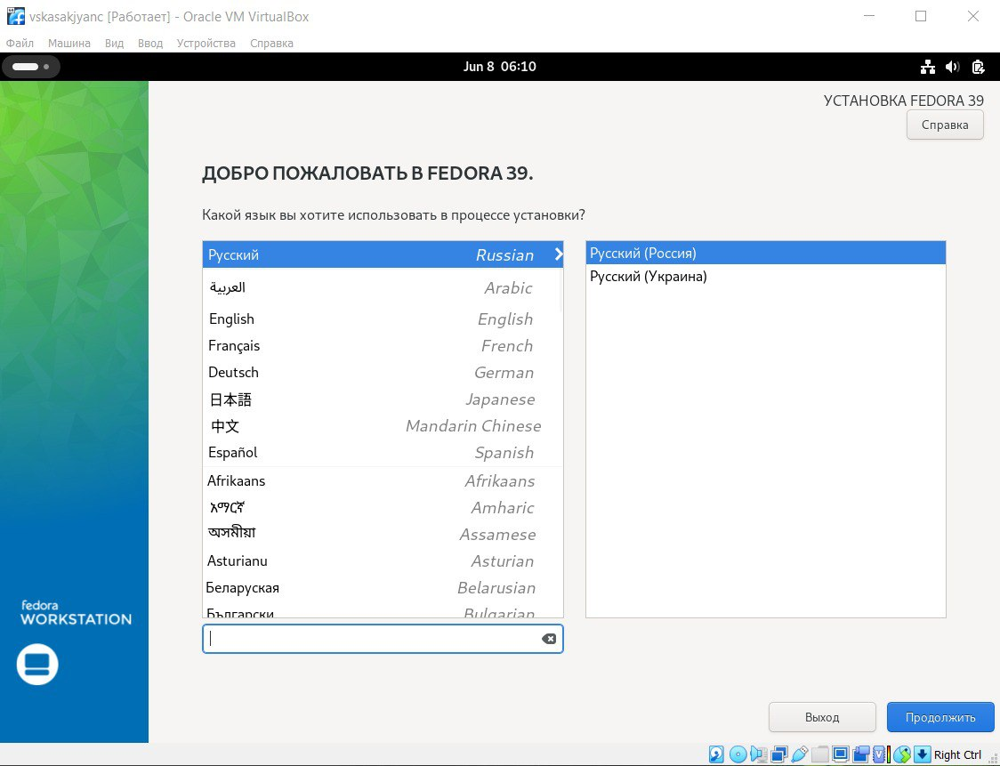 vskasakjyanc [Работает] - Oracle VM VirtualBox
Файл Машина Вид Ввод Устройства Справка
Jun 8 06:10
УСТАНОВКА FEDORA 39
Справка
ДОБРО ПОЖАЛОВАТЬ В FEDORA 39.
Какой язык вы хотите использовать в процессе установки?
Русский Russian
العربية Arabic
English English
Français French
Deutsch German
日本語 Japanese
中文 Mandarin Chinese
Español Spanish
Afrikaans Afrikaans
አማርኛ Amharic
অসমীয়া Assamese
Asturianu Asturian
Беларуская Belarusian
Български Bulgarian
Русский (Россия)
Русский (Украина)
fedora
WORKSTATION
Выход Продолжить
Right Ctrl